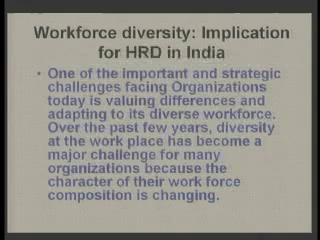 Workforce diversity: Implication
for HRD in India
• One of the important and strategic
challenges facing Organizations
today is valuing differences and
adapting to its diverse workforce.
Over the past few years, diversity
at the work place has become a
major challenge for many
organizations because the
character of their work force
composition is changing.